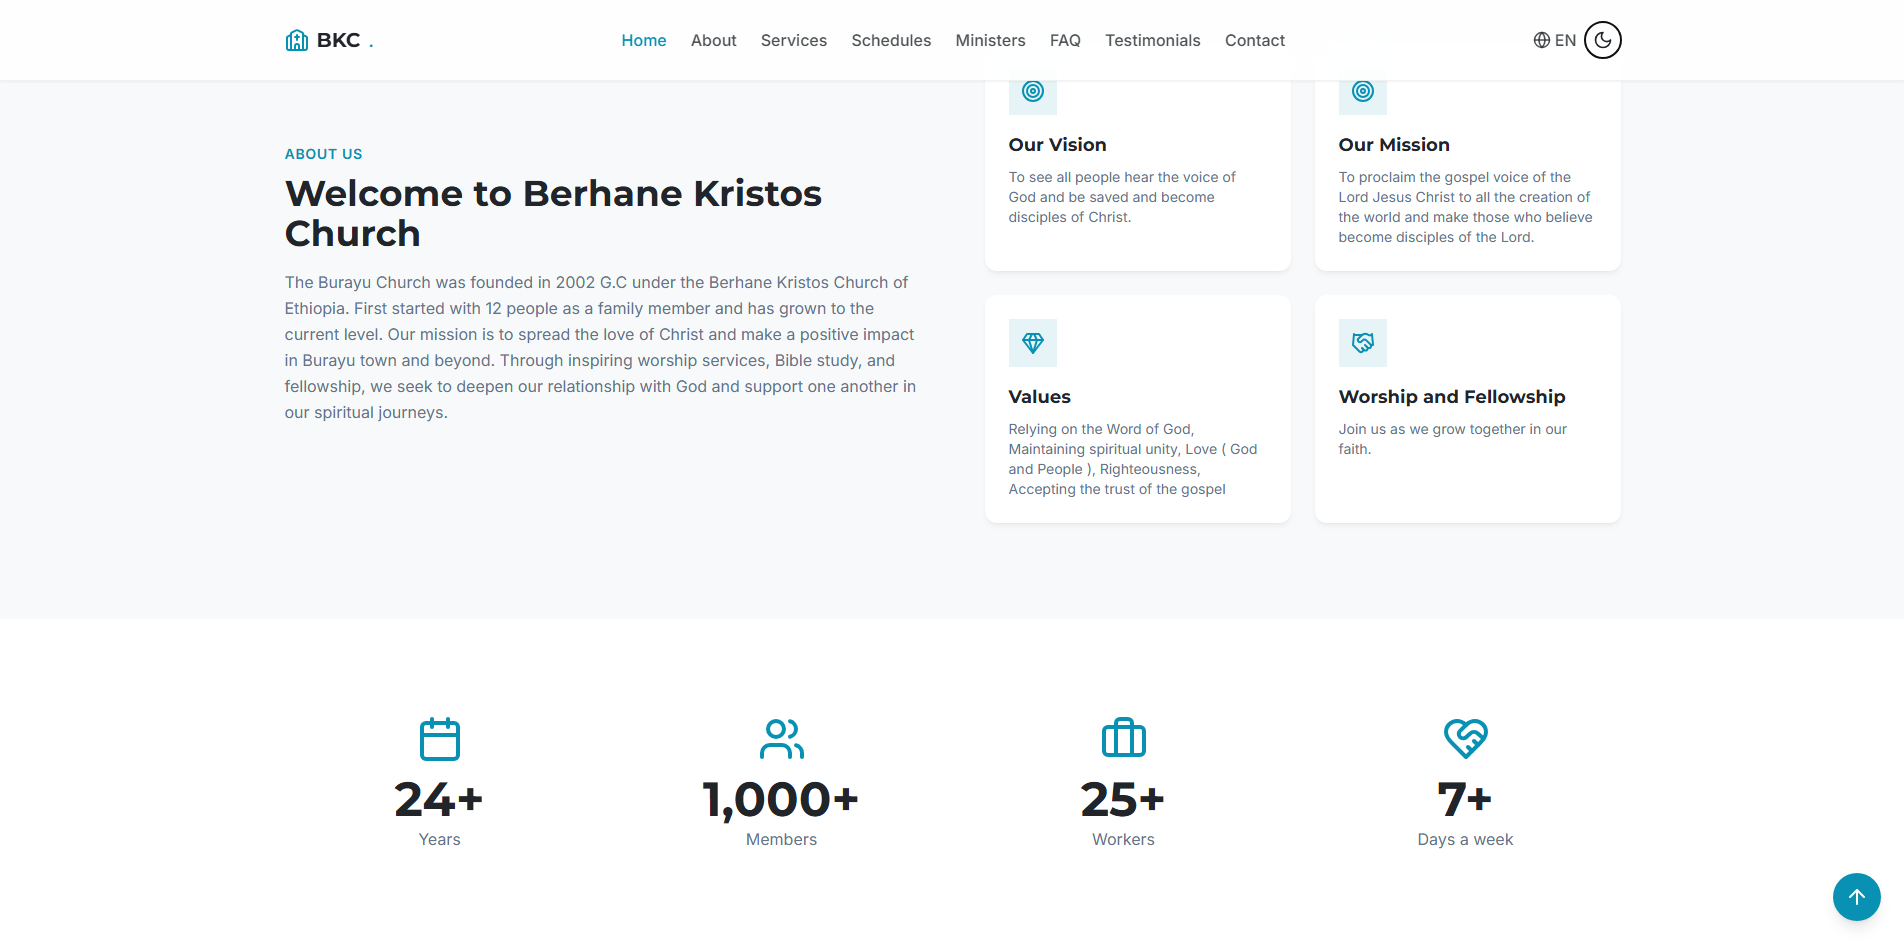 BKC .
Home
About
Services
Schedules
Ministers
FAQ
Testimonials
Contact
EN
ABOUT US
Welcome to Berhane Kristos
Church
The Burayu Church was founded in 2002 G.C under the Berhane Kristos Church of
Ethiopia. First started with 12 people as a family member and has grown to the
current level. Our mission is to spread the love of Christ and make a positive impact
in Burayu town and beyond. Through inspiring worship services, Bible study, and
fellowship, we seek to deepen our relationship with God and support one another in
our spiritual journeys.
Our Vision
To see all people hear the voice of
God and be saved and become
disciples of Christ.
Our Mission
To proclaim the gospel voice of the
Lord Jesus Christ to all the creation of
the world and make those who believe
become disciples of the Lord.
Values
Relying on the Word of God,
Maintaining spiritual unity, Love ( God
and People ), Righteousness,
Accepting the trust of the gospel
Worship and Fellowship
Join us as we grow together in our
faith.
24+
Years
1,000+
Members
25+
Workers
7+
Days a week